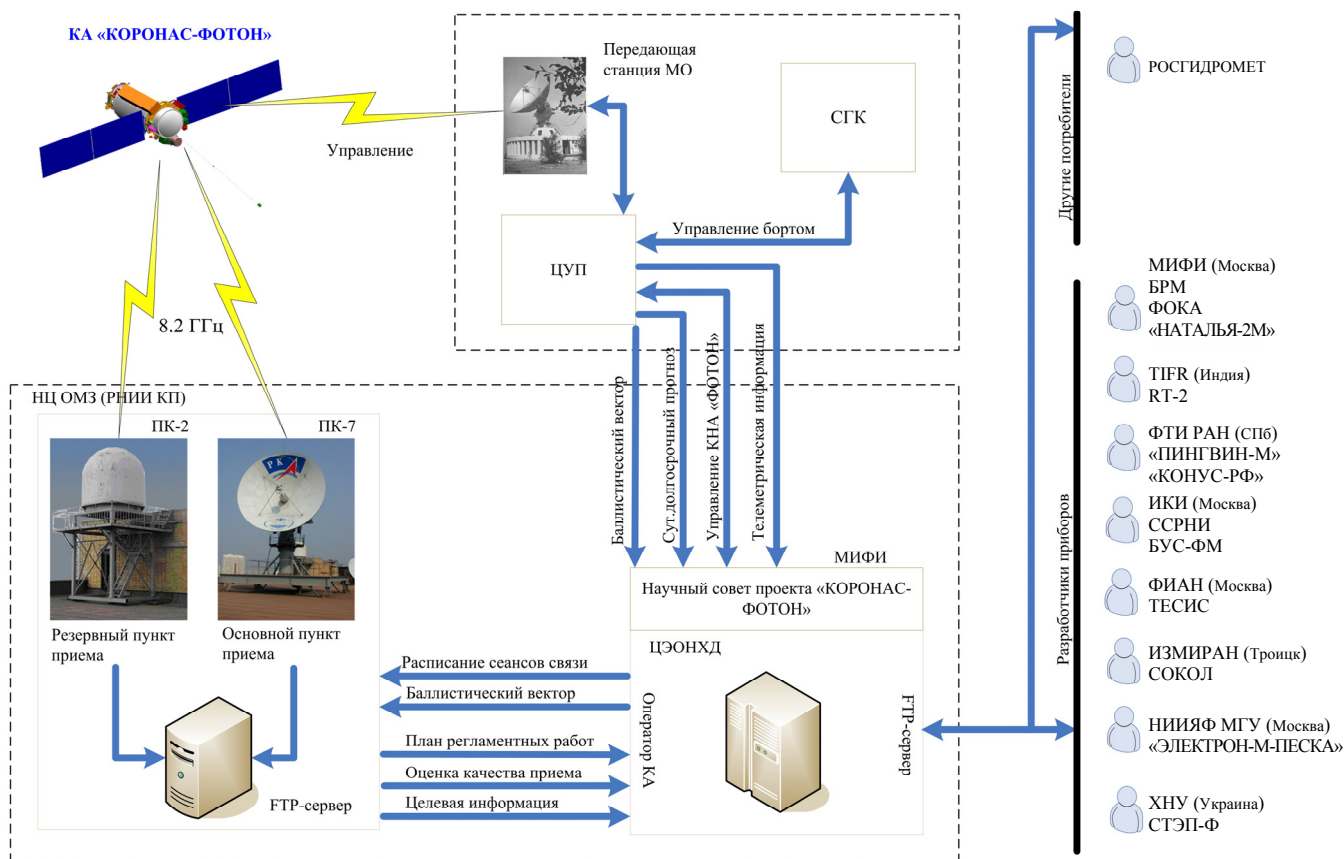 КА «КОРОНАС-ФОТОН»
Передающая
станция МО
СГК
Управление
Управление бортом
ЦУП
8.2 ГГц
Баллистический вектор
Сут.долгосрочный прогноз
Управление КНА «ФОТОН»
Телеметрическая информация
НЦ ОМЗ (РНИИ КП)
ПК-2
ПК-7
РК
Резервный пункт
приема
Основной пункт
приема
FTP-сервер
Расписание сеансов связи
Баллистический вектор
План регламентных работ
Оценка качества приема
Целевая информация
МИФИ
Научный совет проекта «КОРОНАС-
ФОТОН»
ЦЭОНХД
Оператор КА
FTP-сервер
Другие потребители
РОСГИДРОМЕТ
Разработчики приборов
МИФИ (Москва)
БРМ
ФОКА
«НАТАЛЬЯ-2М»
TIFR (Индия)
RT-2
ФТИ РАН (СПб)
«ПИНГВИН-М»
«КОНУС-РФ»
ИКИ (Москва)
ССРНИ
БУС-ФМ
ФИАН (Москва)
ТЕСИС
ИЗМИРАН (Троицк)
СОКОЛ
НИИЯФ МГУ (Москва)
«ЭЛЕКТРОН-М-ПЕСКА»
ХНУ (Украина)
СТЭП-Ф